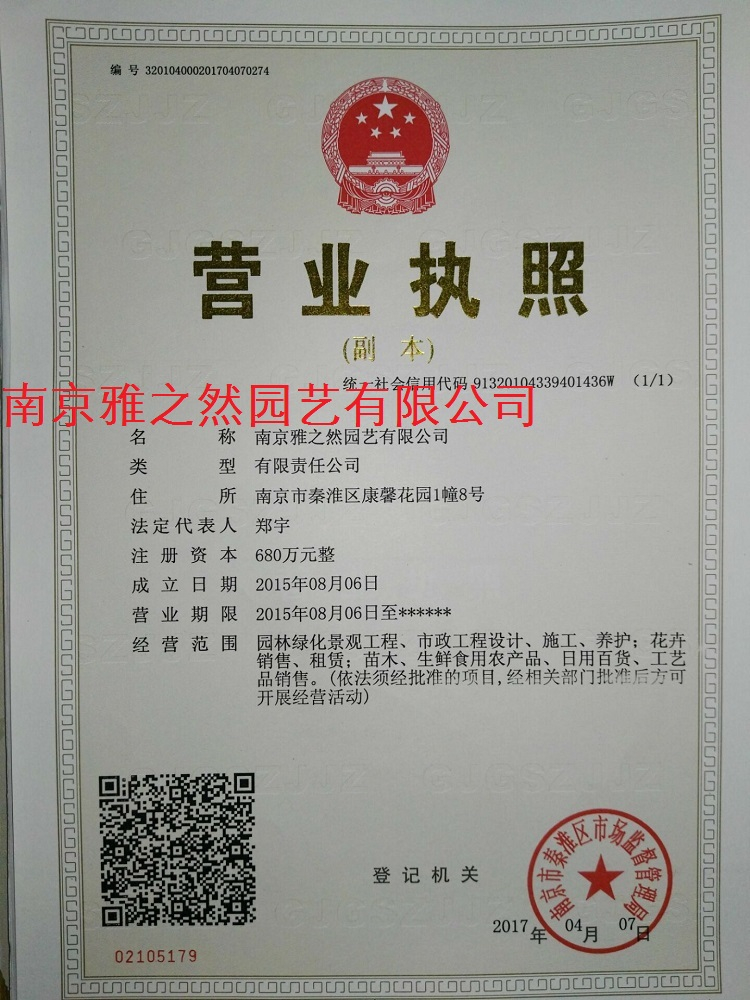 编 号 320104000201704070274
营业执照
(副 本)
统一社会信用代码 91320104339401436W (1/1)
南京雅之然园艺有限公司
名 称 南京雅之然园艺有限公司
类 型 有限责任公司
住 所 南京市秦淮区康馨花园1幢8号
法定代表人 郑宇
注 册 资 本 680万元整
成 立 日 期 2015年08月06日
营 业 期 限 2015年08月06日至******
经 营 范 围 园林绿化景观工程、市政工程设计、施工、养护；花卉
销售、租赁；苗木、生鲜食用农产品、日用百货、工艺
品销售。(依法须经批准的项目,经相关部门批准后方可
开展经营活动)
登 记 机 关
南京市秦淮区市场监督管理局
2017年 04月 07日
02105179